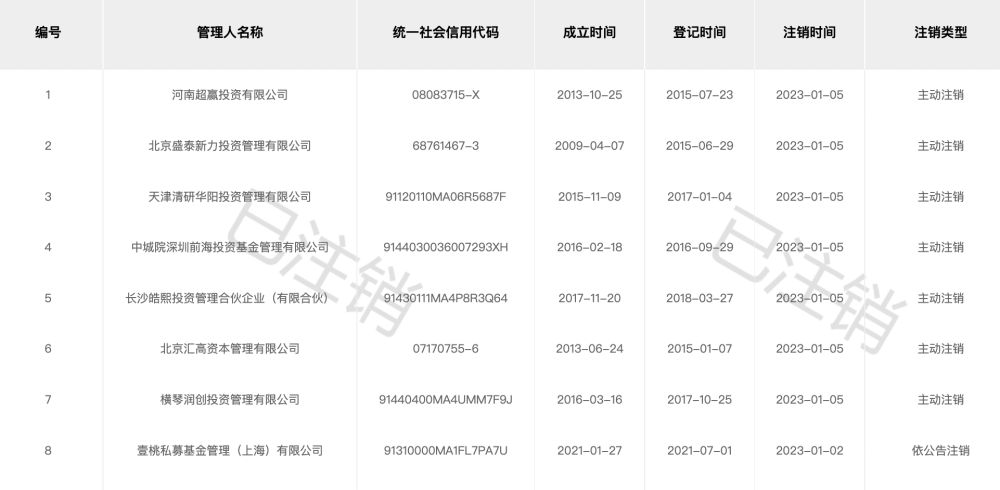 编号 管理人名称 统一社会信用代码 成立时间 登记时间 注销时间 注销类型
1 河南超赢投资有限公司 08083715-X 2013-10-25 2015-07-23 2023-01-05 主动注销
2 北京盛泰新力投资管理有限公司 68761467-3 2009-04-07 2015-06-29 2023-01-05 主动注销
3 天津清研华阳投资管理有限公司 91120110MA06R5687F 2015-11-09 2017-01-04 2023-01-05 主动注销
4 中城院深圳前海投资基金管理有限公司 9144030036007293XH 2016-02-18 2016-09-29 2023-01-05 主动注销
5 长沙皓熙投资管理合伙企业（有限合伙） 91430111MA4P8R3Q64 2017-11-20 2018-03-27 2023-01-05 主动注销
6 北京汇高资本管理有限公司 07170755-6 2013-06-24 2015-01-07 2023-01-05 主动注销
7 横琴润创投资管理有限公司 91440400MA4UMM7F9J 2016-03-16 2017-10-25 2023-01-05 主动注销
8 壹桃私募基金管理（上海）有限公司 91310000MA1FL7PA7U 2021-01-27 2021-07-01 2023-01-02 依公告注销
已注销
已注销